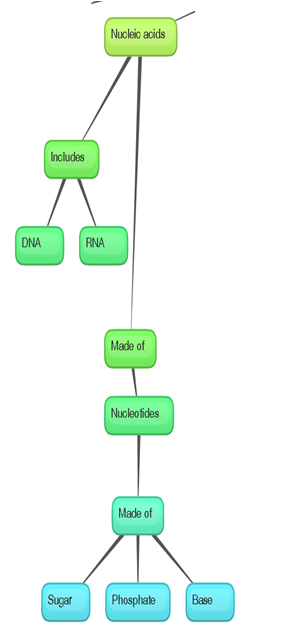 Nucleic acids
Includes
DNA
RNA
Made of
Nucleotides
Made of
Sugar
Phosphate
Base